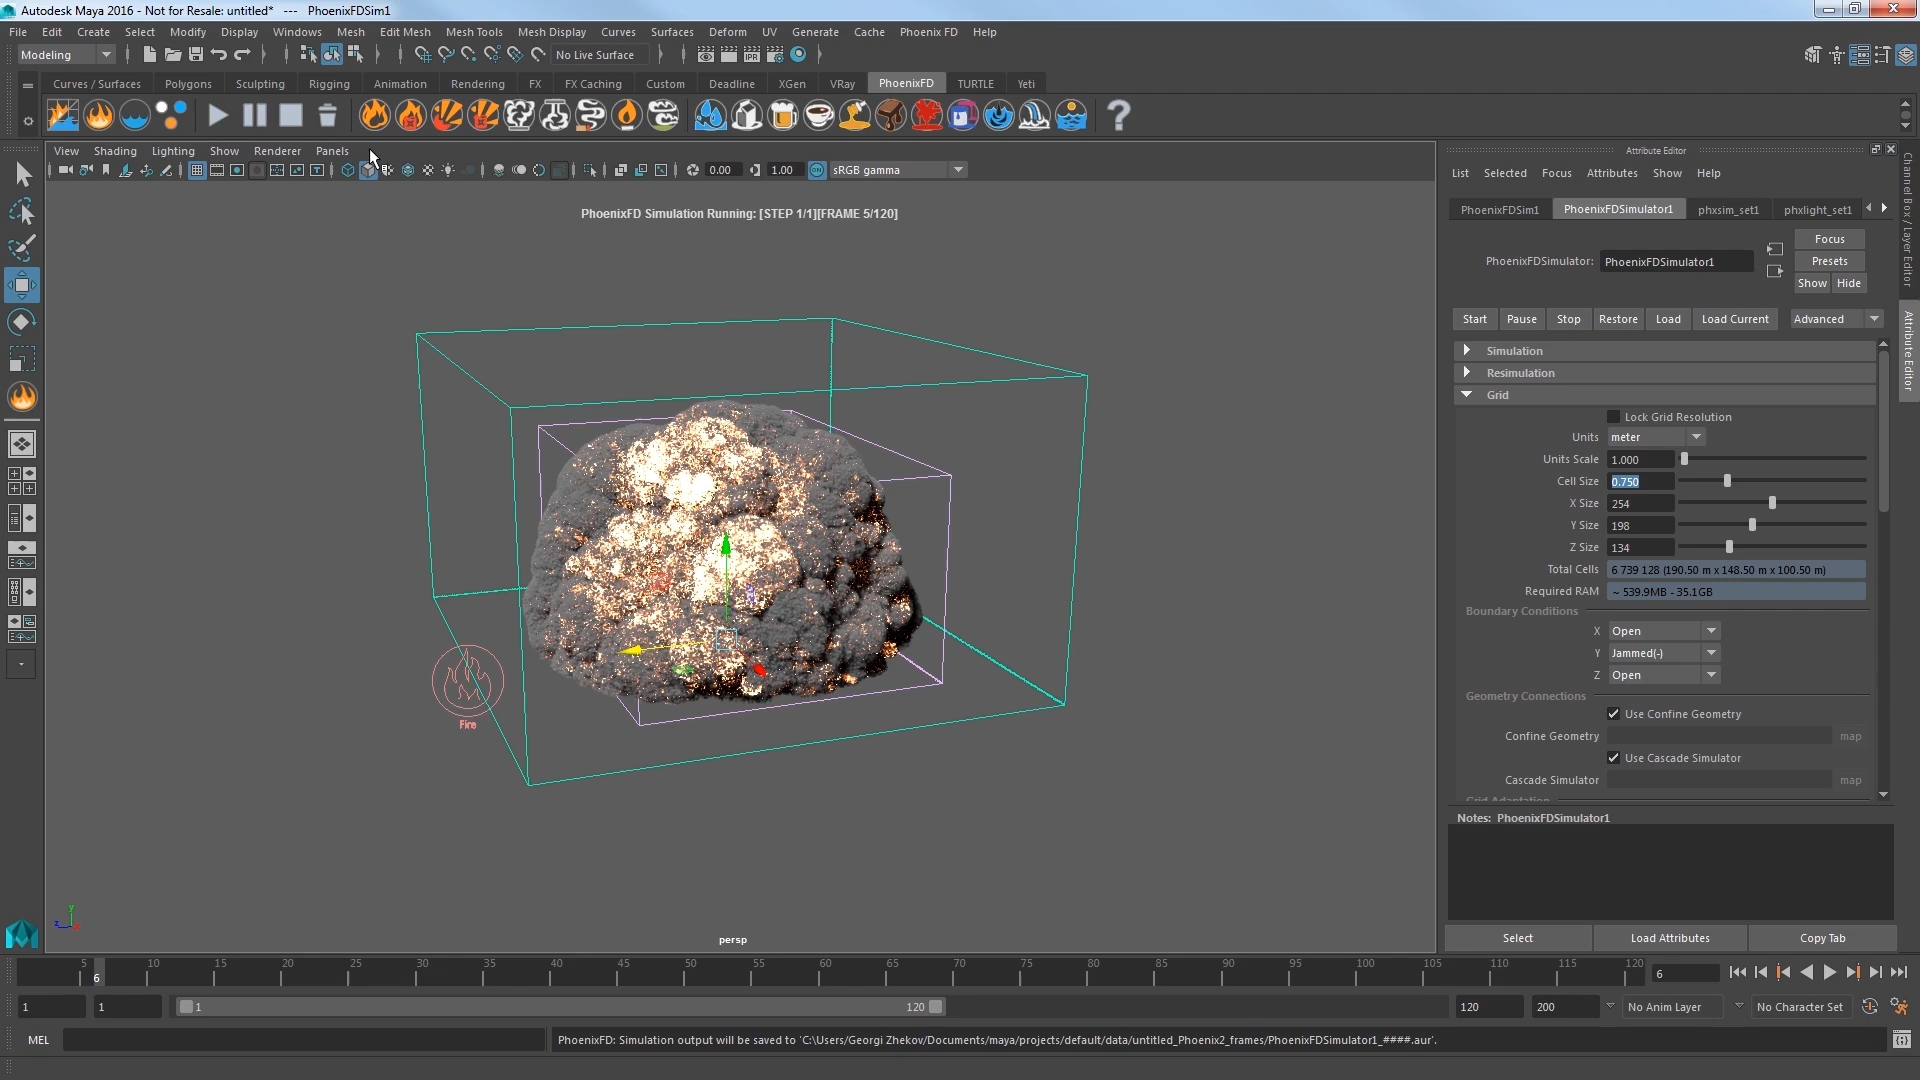 Autodesk Maya 2016 - Not for Resale: untitled*   ---   PhoenixFDSim1
File Edit Create Select Modify Display Windows Mesh Edit Mesh Mesh Tools Mesh Display Curves Surfaces Deform UV Generate Cache Phoenix FD Help
Modeling No Live Surface IPR
Curves / Surfaces Polygons Sculpting Rigging Animation Rendering FX FX Caching Custom Deadline XGen VRay PhoenixFD TURTLE Yeti
View Shading Lighting Show Renderer Panels
0.00 1.00 ON sRGB gamma
PhoenixFD Simulation Running: [STEP 1/1][FRAME 5/120]
Fire
persp
y
z x
Attribute Editor
List Selected Focus Attributes Show Help
PhoenixFDSim1 PhoenixFDSimulator1 phxsim_set1 phxlight_set1
Focus
PhoenixFDSimulator: PhoenixFDSimulator1 Presets
Show Hide
Start Pause Stop Restore Load Load Current Advanced
Simulation
Resimulation
Grid
Lock Grid Resolution
Units meter
Units Scale 1.000
Cell Size 0.750
X Size 254
Y Size 198
Z Size 134
Total Cells 6 739 128 (190.50 m x 148.50 m x 100.50 m)
Required RAM ~ 539.9MB - 35.1GB
Boundary Conditions
X Open
Y Jammed(-)
Z Open
Geometry Connections
Use Confine Geometry
Confine Geometry map
Use Cascade Simulator
Cascade Simulator map
Grid Adaptation
Notes: PhoenixFDSimulator1
Select Load Attributes Copy Tab
Channel Box / Layer Editor
Attribute Editor
5 10 15 20 25 30 35 40 45 50 55 60 65 70 75 80 85 90 95 100 105 110 115 120
6 6
1 1 1 120 120 200 No Anim Layer No Character Set
MEL PhoenixFD: Simulation output will be saved to 'C:\Users/Georgi Zhekov/Documents/maya/projects/default/data/untitled_Phoenix2_frames/PhoenixFDSimulator1_####.aur'.